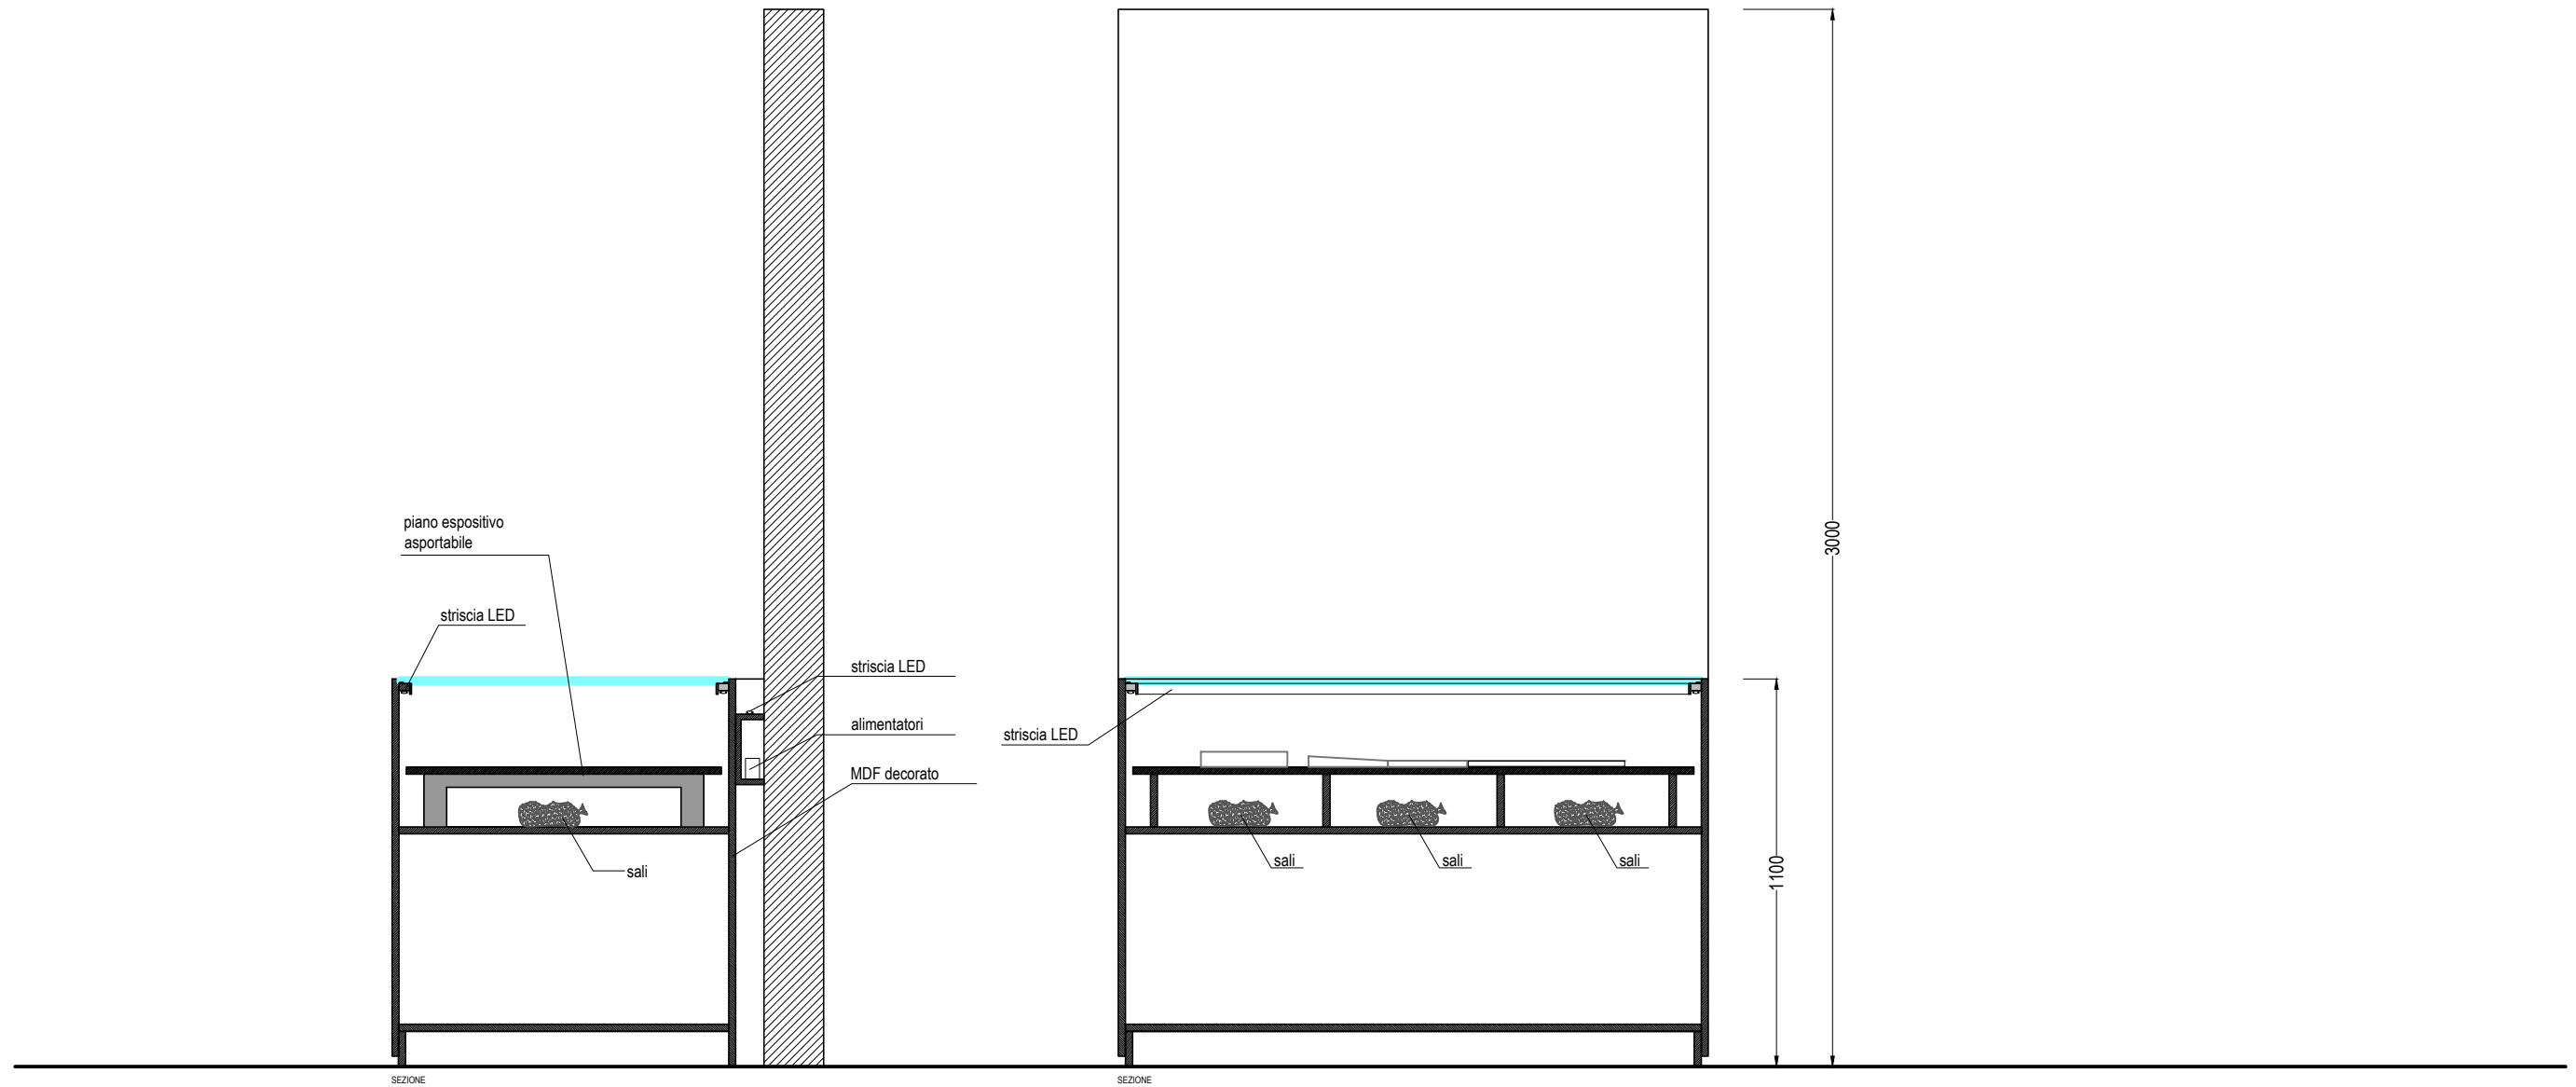 piano espositivo
asportabile
striscia LED
striscia LED
alimentatori
MDF decorato
sali
SEZIONE
striscia LED
sali
sali
sali
3000
1100
SEZIONE